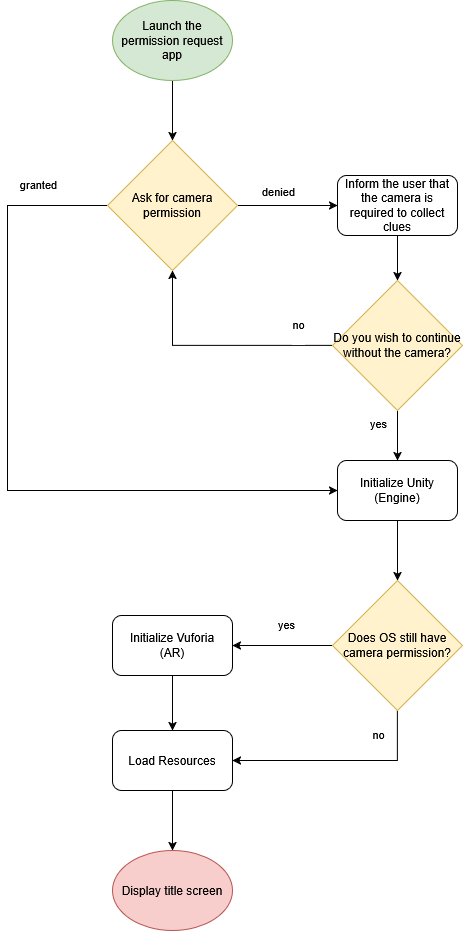 Launch the
permission request
app
granted
Ask for camera
permission
denied
Inform the user that
the camera is
required to collect
clues
no
Do you wish to continue
without the camera?
yes
Initialize Unity
(Engine)
Does OS still have
camera permission?
yes
Initialize Vuforia
(AR)
no
Load Resources
Display title screen